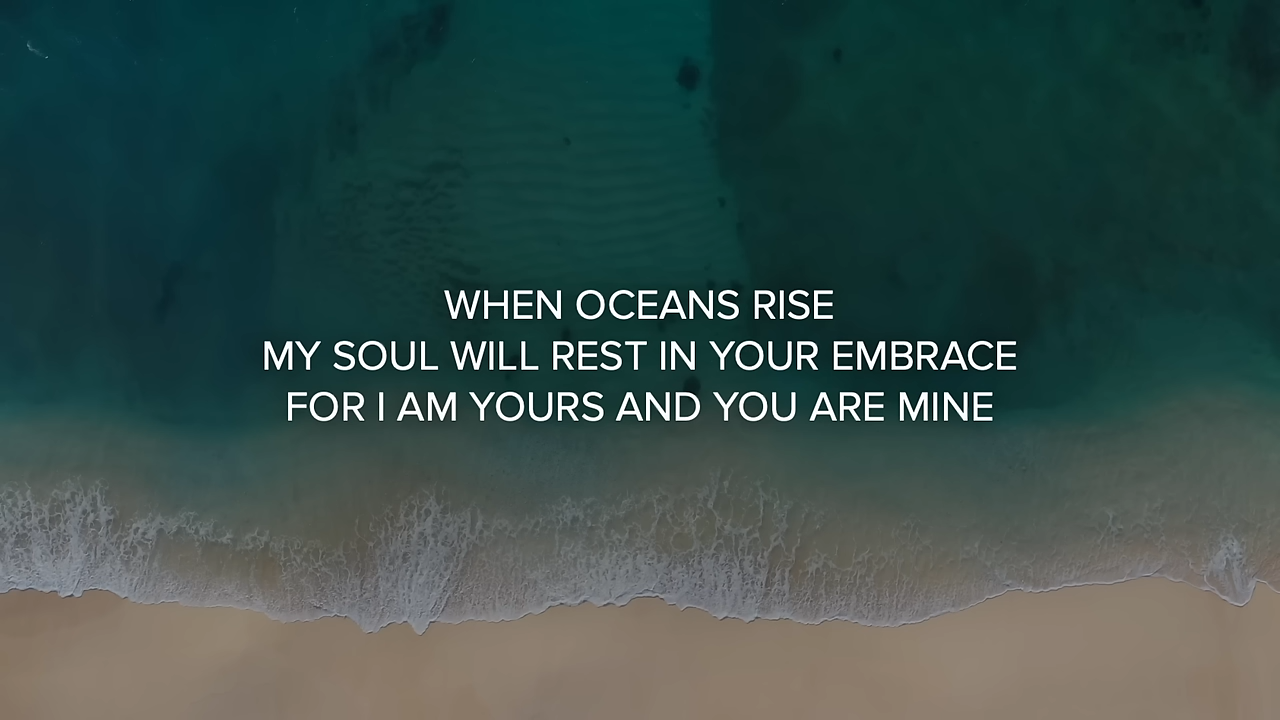 WHEN OCEANS RISE
MY SOUL WILL REST IN YOUR EMBRACE
FOR I AM YOURS AND YOU ARE MINE